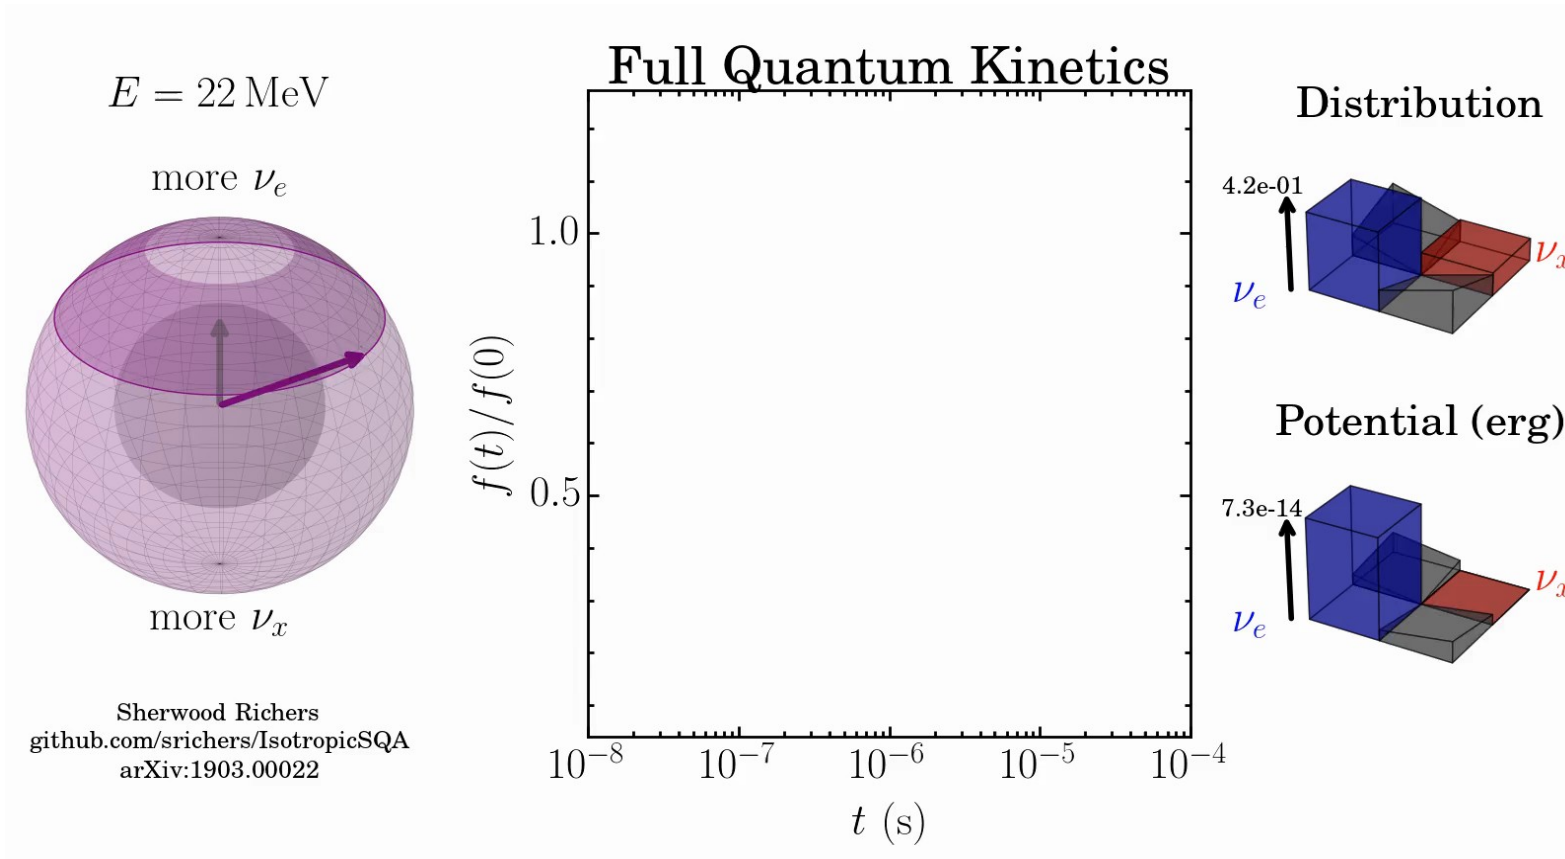 Full Quantum Kinetics
E = 22 MeV
more ν_e
more ν_x
Sherwood Richers
github.com/srichers/IsotropicSQA
arXiv:1903.00022
f(t)/f(0)
1.0
0.5
10⁻⁸ 10⁻⁷ 10⁻⁶ 10⁻⁵ 10⁻⁴
t (s)
Distribution
4.2e-01
ν_e
ν_x
Potential (erg)
7.3e-14
ν_e
ν_x